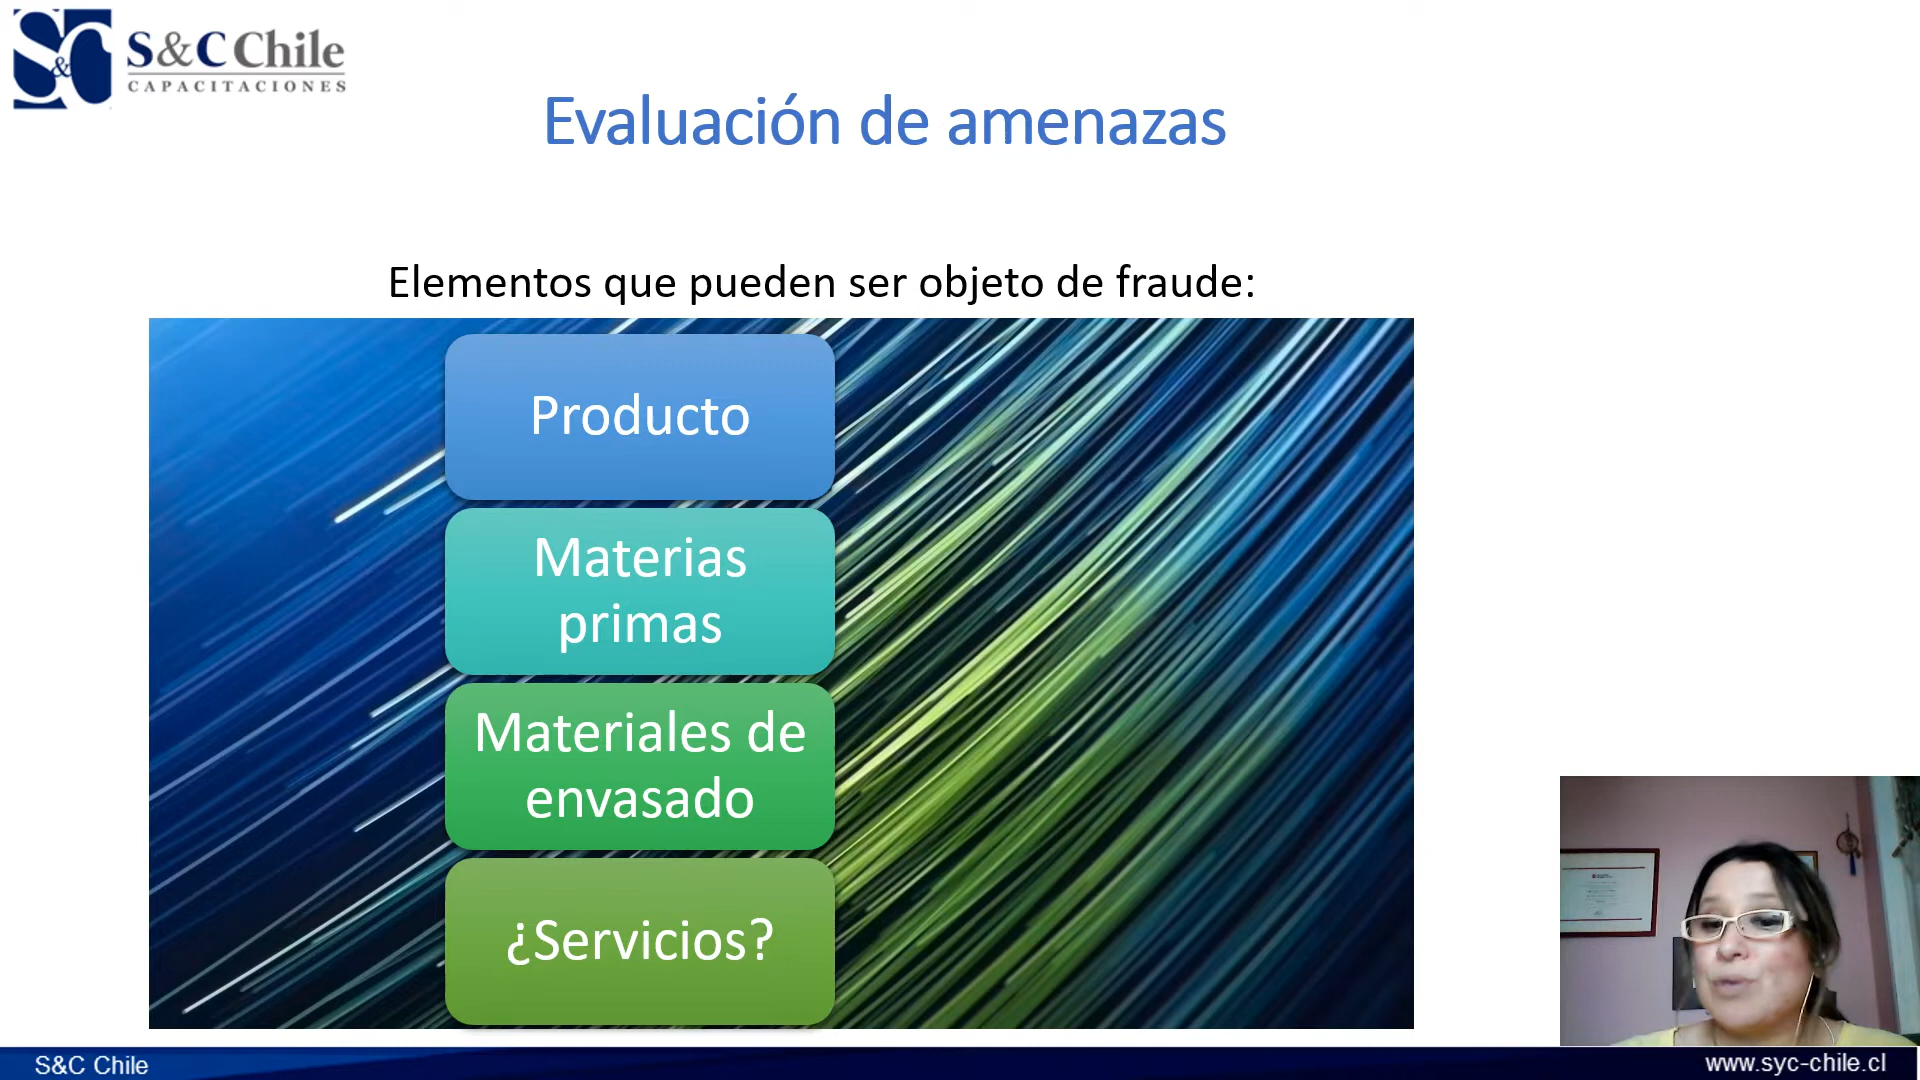 S&C
S&C Chile
CAPACITACIONES
Evaluación de amenazas
Elementos que pueden ser objeto de fraude:
Producto
Materias
primas
Materiales de
envasado
¿Servicios?
S&C Chile
www.syc-chile.cl